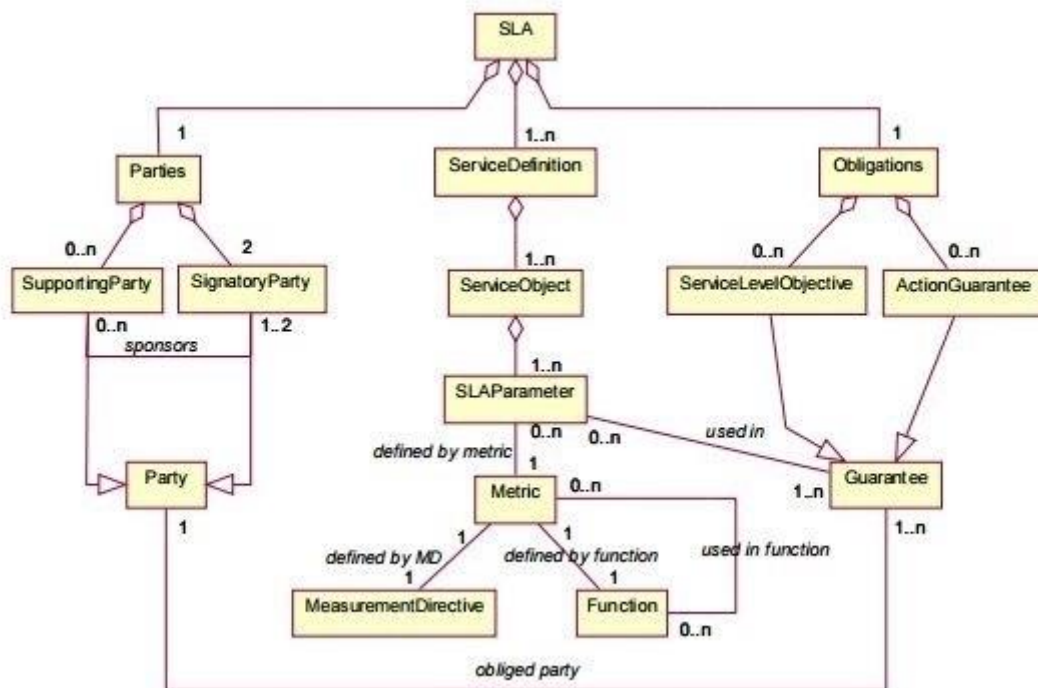 SLA
1
1..n
1
Parties
ServiceDefinition
Obligations
0..n
2
1..n
0..n
0..n
SupportingParty
SignatoryParty
ServiceObject
ServiceLevelObjective
ActionGuarantee
0..n
1..2
sponsors
1..n
SLAParameter
0..n
0..n
used in
defined by metric
1
Party
Metric
0..n
Guarantee
1..n
1
1..n
1
1
defined by MD
defined by function
used in function
1
1
MeasurementDirective
Function
0..n
obliged party